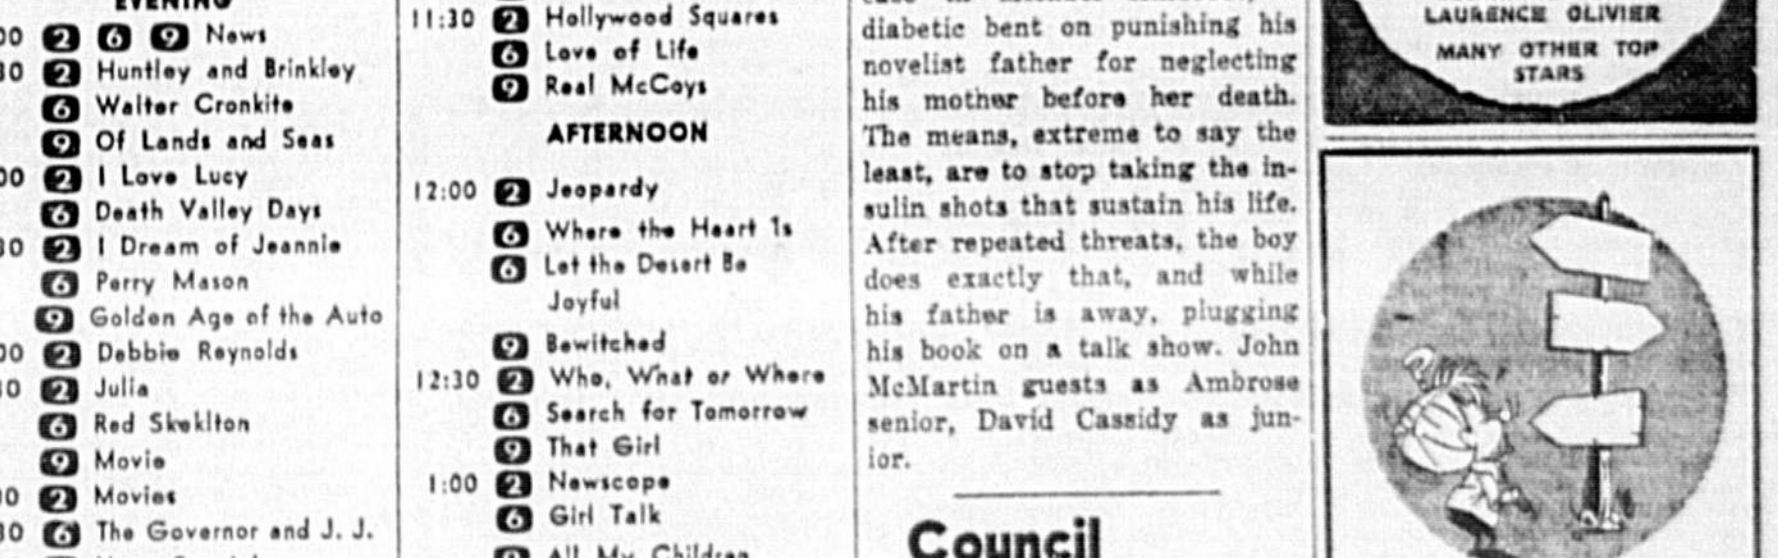 EVENING
00 2 6 9 News
30 2 Huntley and Brinkley
6 Walter Cronkite
9 Of Lands and Seas
00 2 I Love Lucy
6 Death Valley Days
30 2 I Dream of Jeannie
6 Perry Mason
9 Golden Age of the Auto
00 2 Debbie Reynolds
30 2 Julia
6 Red Skeklton
9 Movie
00 2 Movies
30 6 The Governor and J. J.
11:30 2 Hollywood Squares
6 Love of Life
9 Real McCoys
AFTERNOON
12:00 2 Jeopardy
6 Where the Heart Is
6 Let the Desert Be
Joyful
9 Bewitched
12:30 2 Who, What or Where
6 Search for Tomorrow
9 That Girl
1:00 2 Newscope
6 Girl Talk
9 All My Children
diabetic bent on punishing his
novelist father for neglecting
his mother before her death.
The means, extreme to say the
least, are to stop taking the in-
sulin shots that sustain his life.
After repeated threats, the boy
does exactly that, and while
his father is away, plugging
his book on a talk show. John
McMartin guests as Ambrose
senior, David Cassidy as jun-
ior.
Council
LAURENCE OLIVIER
MANY OTHER TOP
STARS